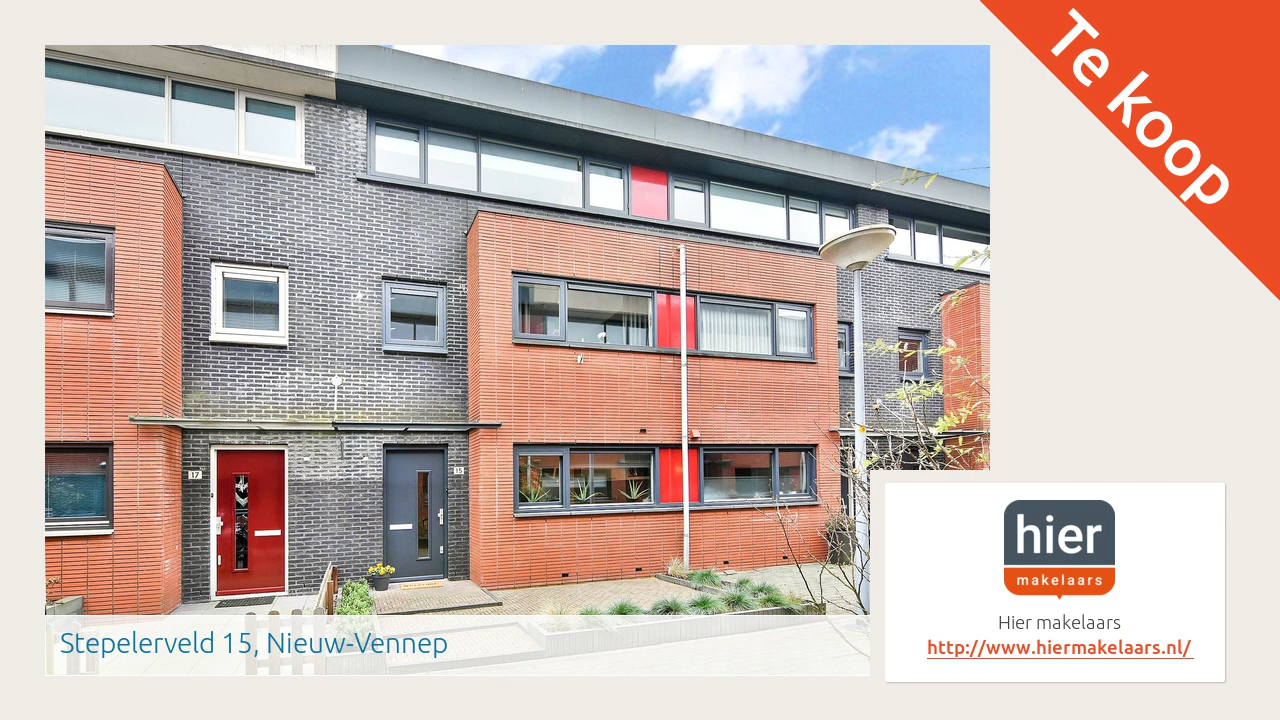 Te koop
17
15
Stepelerveld 15, Nieuw-Vennep
hier
makelaars
Hier makelaars
http://www.hiermakelaars.nl/